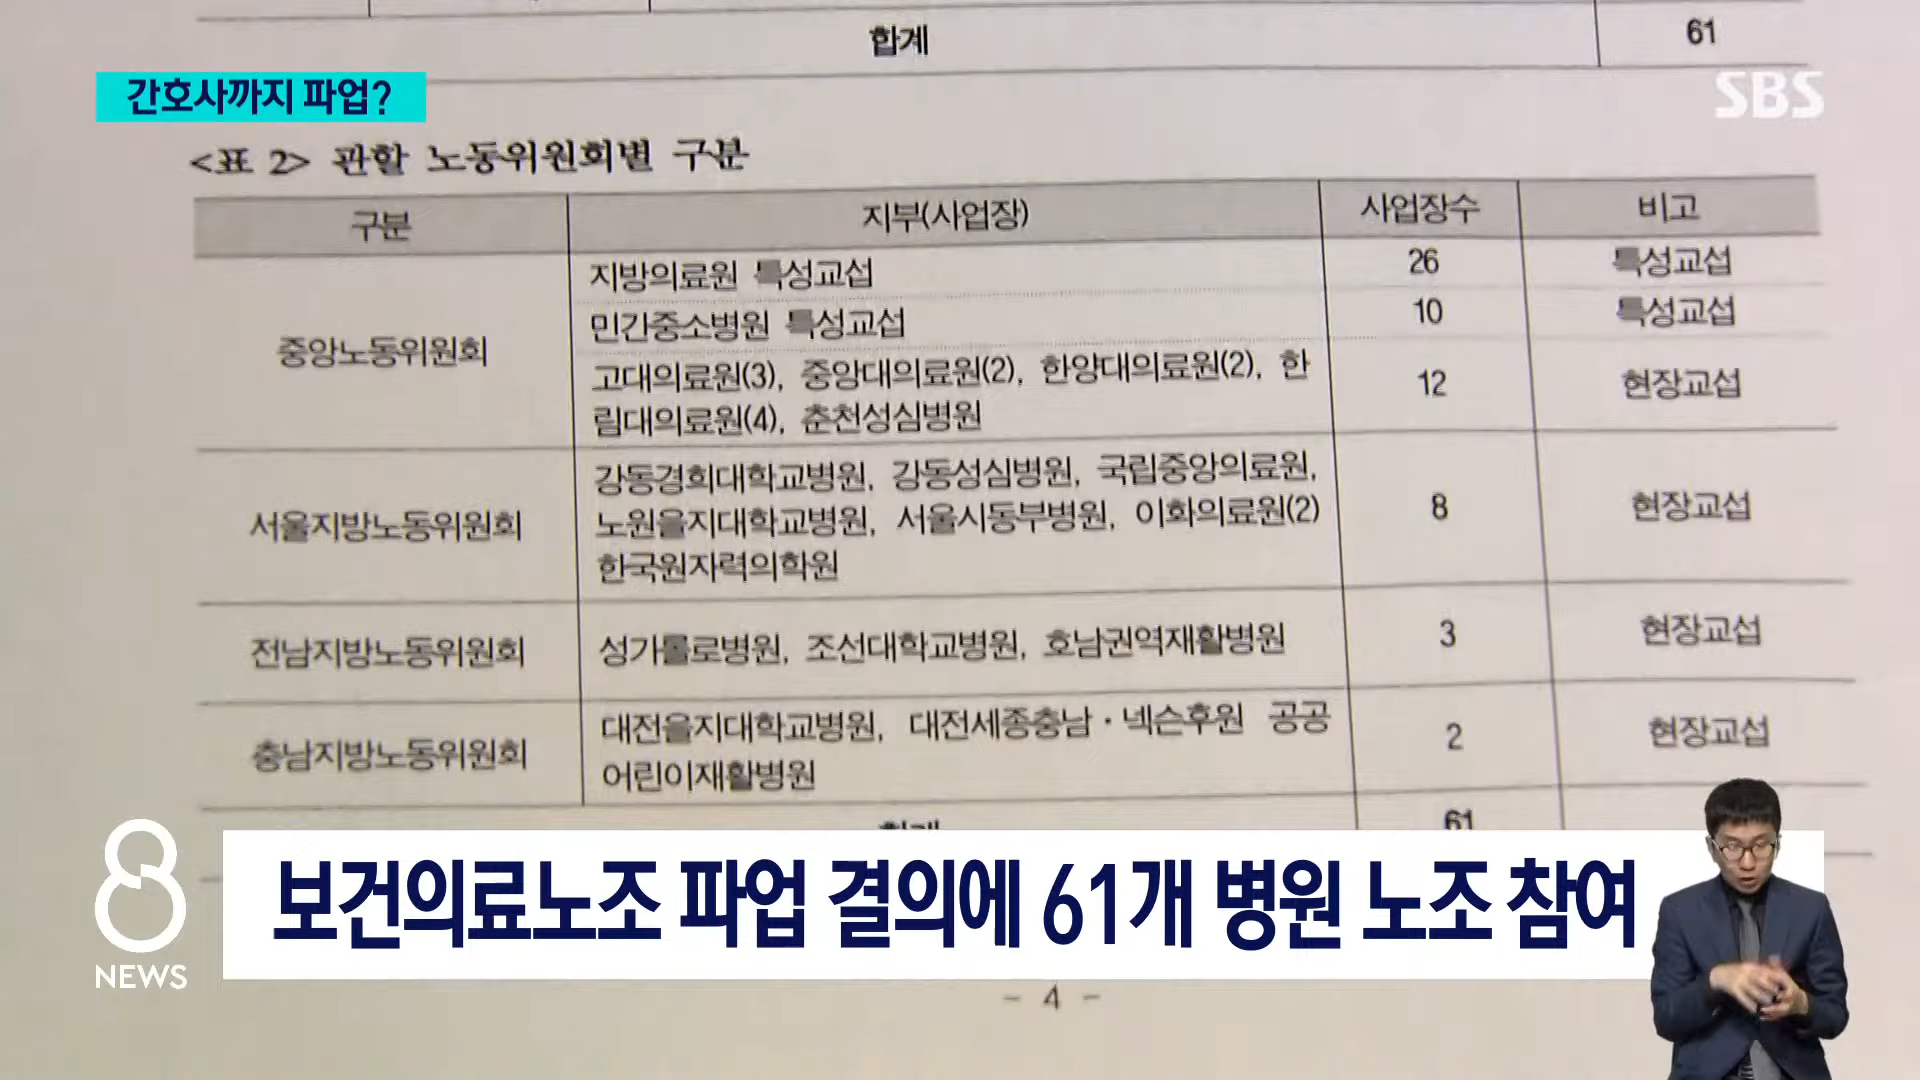 합계 61
간호사까지 파업?
SBS
<표 2> 관할 노동위원회별 구분
구분 지부(사업장) 사업장수 비고
중앙노동위원회
지방의료원 특성교섭 26 특성교섭
민간중소병원 특성교섭 10 특성교섭
고대의료원(3), 중앙대의료원(2), 한양대의료원(2), 한
림대의료원(4), 춘천성심병원
12 현장교섭
서울지방노동위원회
강동경희대학교병원, 강동성심병원, 국립중앙의료원,
노원을지대학교병원, 서울시동부병원, 이화의료원(2)
한국원자력의학원
8 현장교섭
전남지방노동위원회 성가롤로병원, 조선대학교병원, 호남권역재활병원 3 현장교섭
충남지방노동위원회
대전을지대학교병원, 대전세종충남·넥슨후원 공공
어린이재활병원
2 현장교섭
61
8 NEWS
보건의료노조 파업 결의에 61개 병원 노조 참여
- 4 -